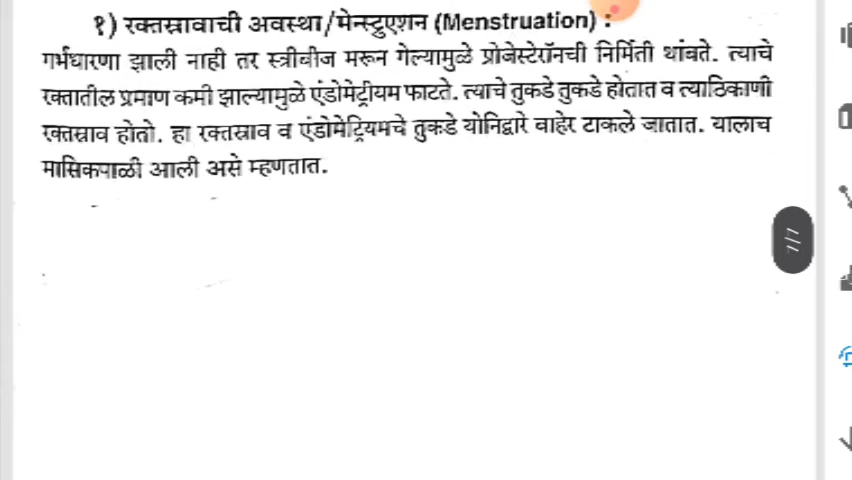 १) रक्तस्रावाची अवस्था/मेन्स्ट्रुएशन (Menstruation) :
गर्भधारणा झाली नाही तर स्त्रीबीज मरून गेल्यामुळे प्रोजेस्टेरॉनची निर्मिती थांबते. त्याचे
रक्तातील प्रमाण कमी झाल्यामुळे एंडोमेट्रीयम फाटते. त्याचे तुकडे तुकडे होतात व त्याठिकाणी
रक्तस्राव होतो. हा रक्तस्राव व एंडोमेट्रियमचे तुकडे योनिद्वारे बाहेर टाकले जातात. यालाच
मासिकपाळी आली असे म्हणतात.